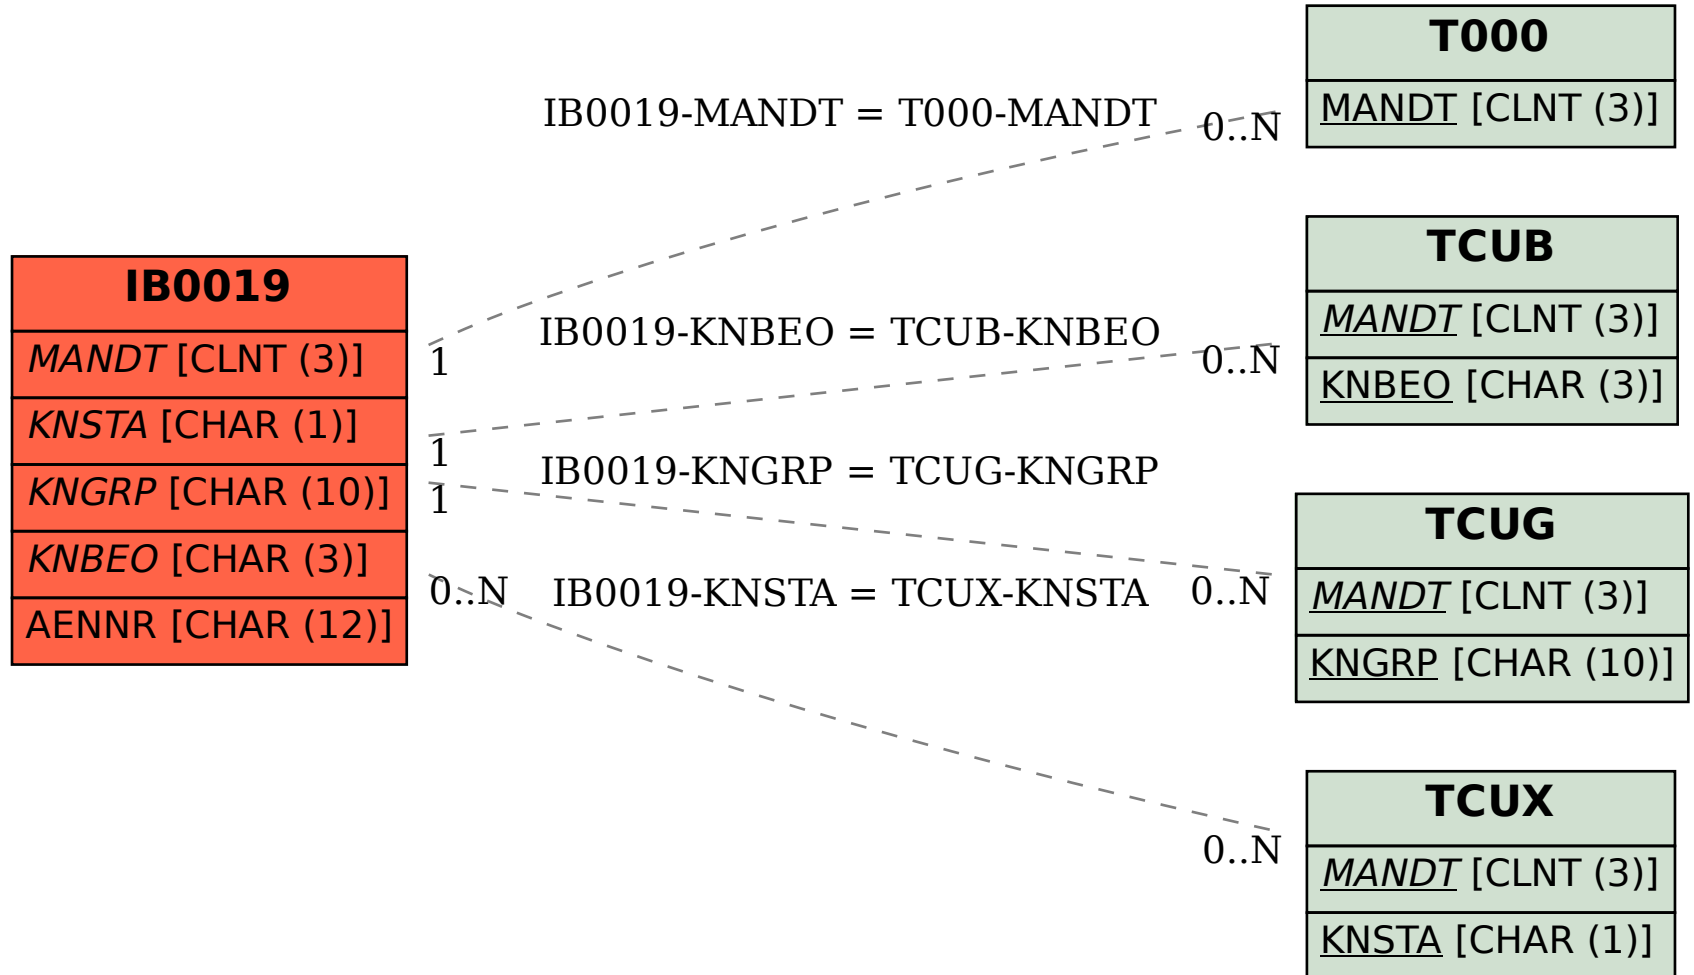 T000
MANDT [CLNT (3)]
IB0019-MANDT = T000-MANDT
0..N
TCUB
MANDT [CLNT (3)]
KNBEO [CHAR (3)]
IB0019
MANDT [CLNT (3)]
KNSTA [CHAR (1)]
KNGRP [CHAR (10)]
KNBEO [CHAR (3)]
AENNR [CHAR (12)]
IB0019-KNBEO = TCUB-KNBEO
1
0..N
1
IB0019-KNGRP = TCUG-KNGRP
1
TCUG
MANDT [CLNT (3)]
KNGRP [CHAR (10)]
0..N
IB0019-KNSTA = TCUX-KNSTA
0..N
TCUX
MANDT [CLNT (3)]
KNSTA [CHAR (1)]
0..N